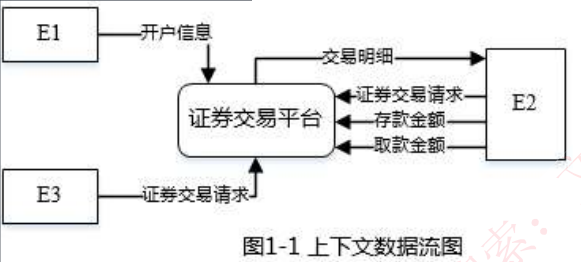 E1
开户信息
交易明细
证券交易平台
证券交易请求
存款金额
取款金额
E2
E3
证券交易请求
图1-1 上下文数据流图